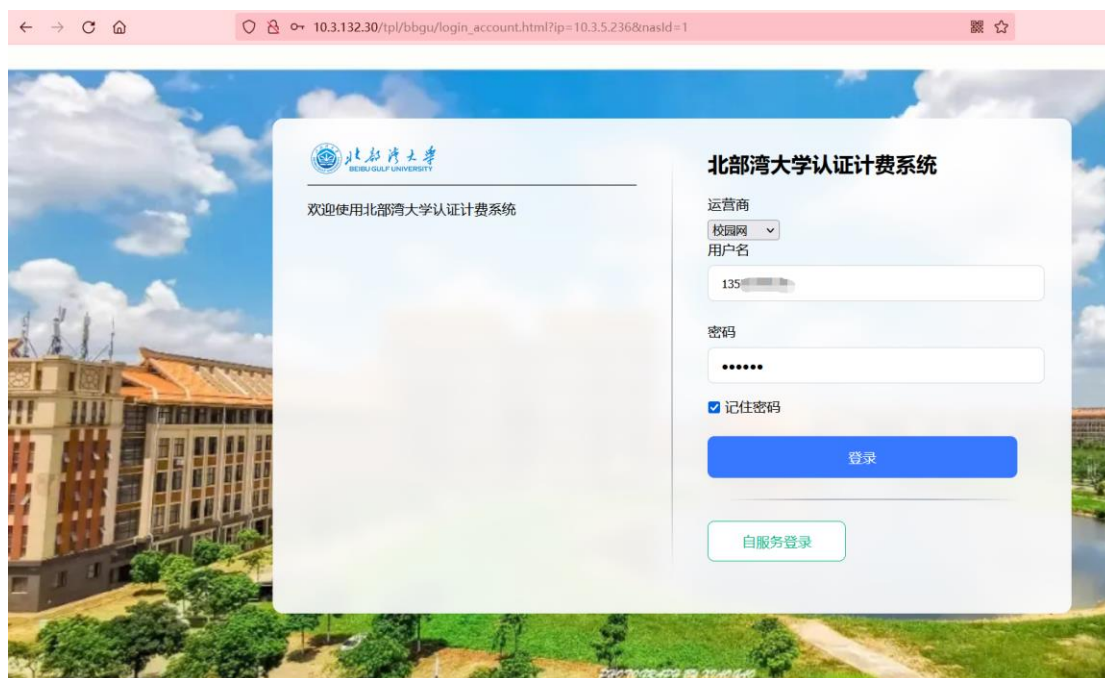 10.3.132.30/tpl/bbgu/login_account.html?ip=10.3.5.236&nasId=1
北部湾大学
BEIBU GULF UNIVERSITY
欢迎使用北部湾大学认证计费系统
北部湾大学认证计费系统
运营商
校园网
用户名
135
密码
••••••
记住密码
登录
自服务登录